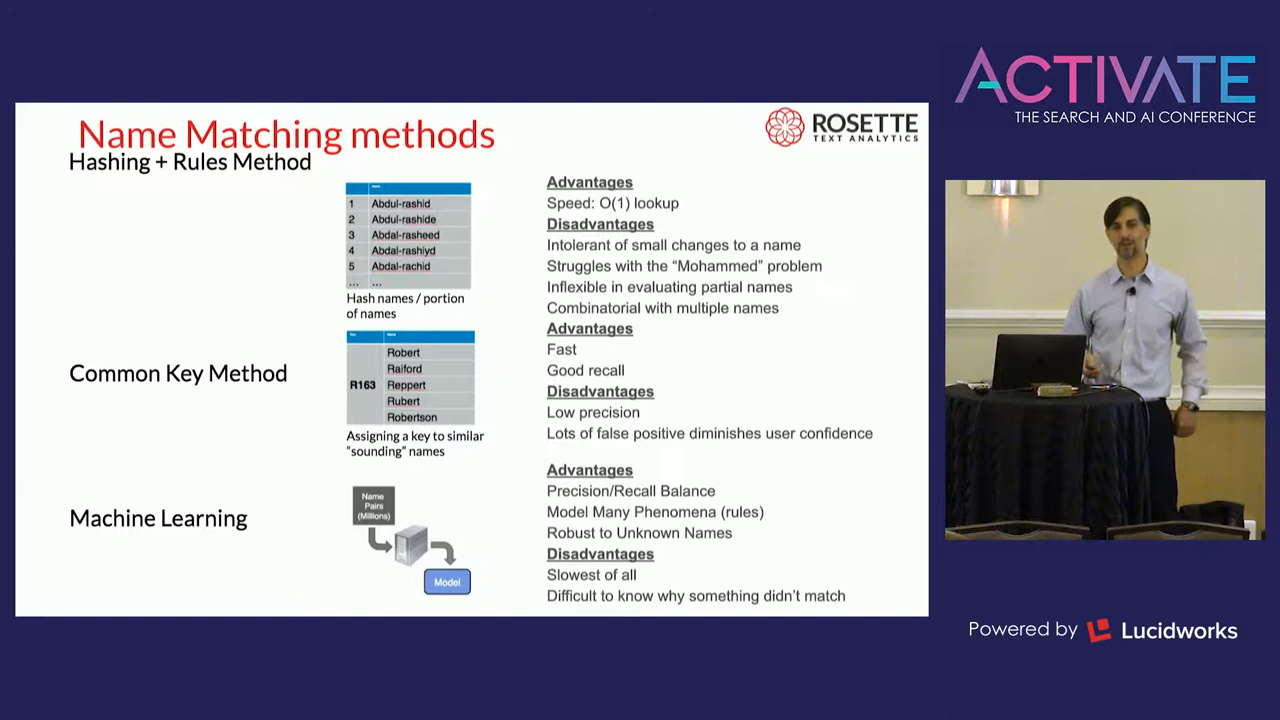 ACTIVATE
THE SEARCH AND AI CONFERENCE
Name Matching methods
ROSETTE
TEXT ANALYTICS
Hashing + Rules Method
Name
1 Abdul-rashid
2 Abdul-rashide
3 Abdal-rasheed
4 Abdal-rashiyd
5 Abdal-rachid
... ...
Hash names / portion
of names
Advantages
Speed: O(1) lookup
Disadvantages
Intolerant of small changes to a name
Struggles with the “Mohammed” problem
Inflexible in evaluating partial names
Combinatorial with multiple names
Common Key Method
Key Name
Robert
Raiford
R163 Reppert
Rubert
Robertson
Assigning a key to similar
“sounding” names
Advantages
Fast
Good recall
Disadvantages
Low precision
Lots of false positive diminishes user confidence
Machine Learning
Name
Pairs
(Millions)
Model
Advantages
Precision/Recall Balance
Model Many Phenomena (rules)
Robust to Unknown Names
Disadvantages
Slowest of all
Difficult to know why something didn’t match
Powered by Lucidworks